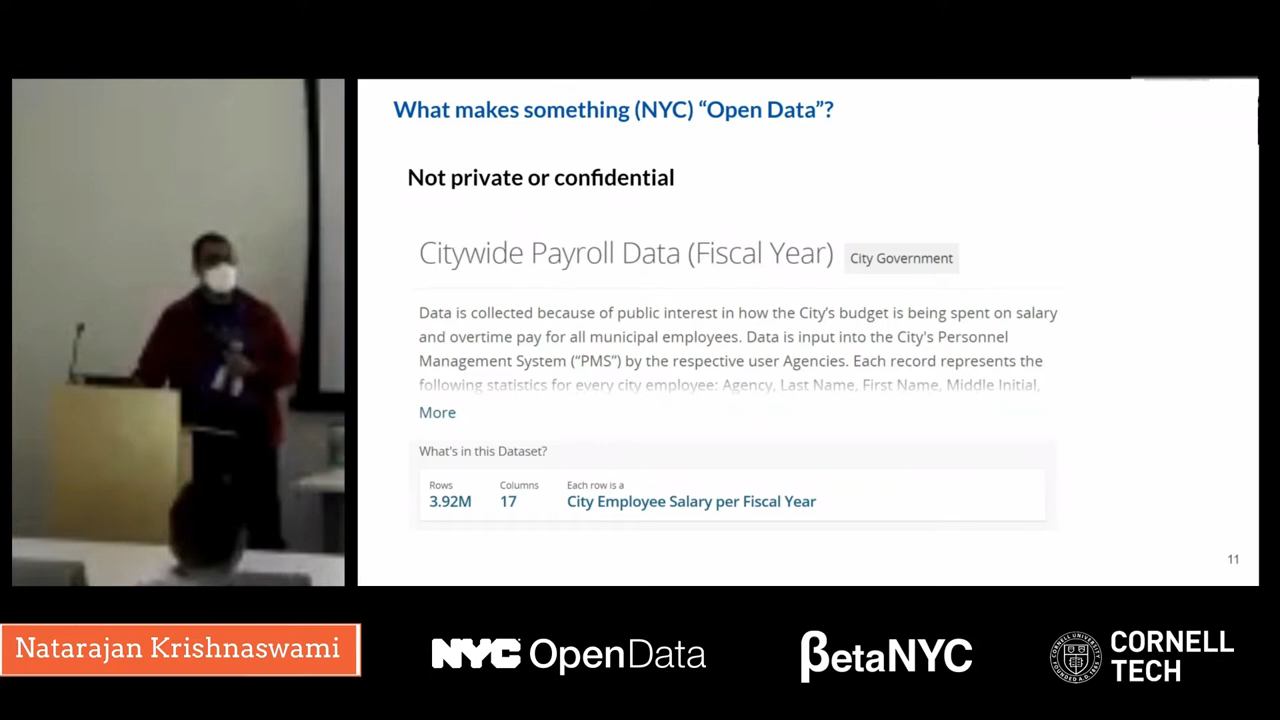 What makes something (NYC) “Open Data”?
Not private or confidential
Citywide Payroll Data (Fiscal Year) City Government
Data is collected because of public interest in how the City’s budget is being spent on salary
and overtime pay for all municipal employees. Data is input into the City's Personnel
Management System (“PMS”) by the respective user Agencies. Each record represents the
following statistics for every city employee: Agency, Last Name, First Name, Middle Initial,
More
What's in this Dataset?
Rows Columns Each row is a
3.92M 17 City Employee Salary per Fiscal Year
11
Natarajan Krishnaswami
NYC OpenData
βetaNYC
CORNELL
TECH